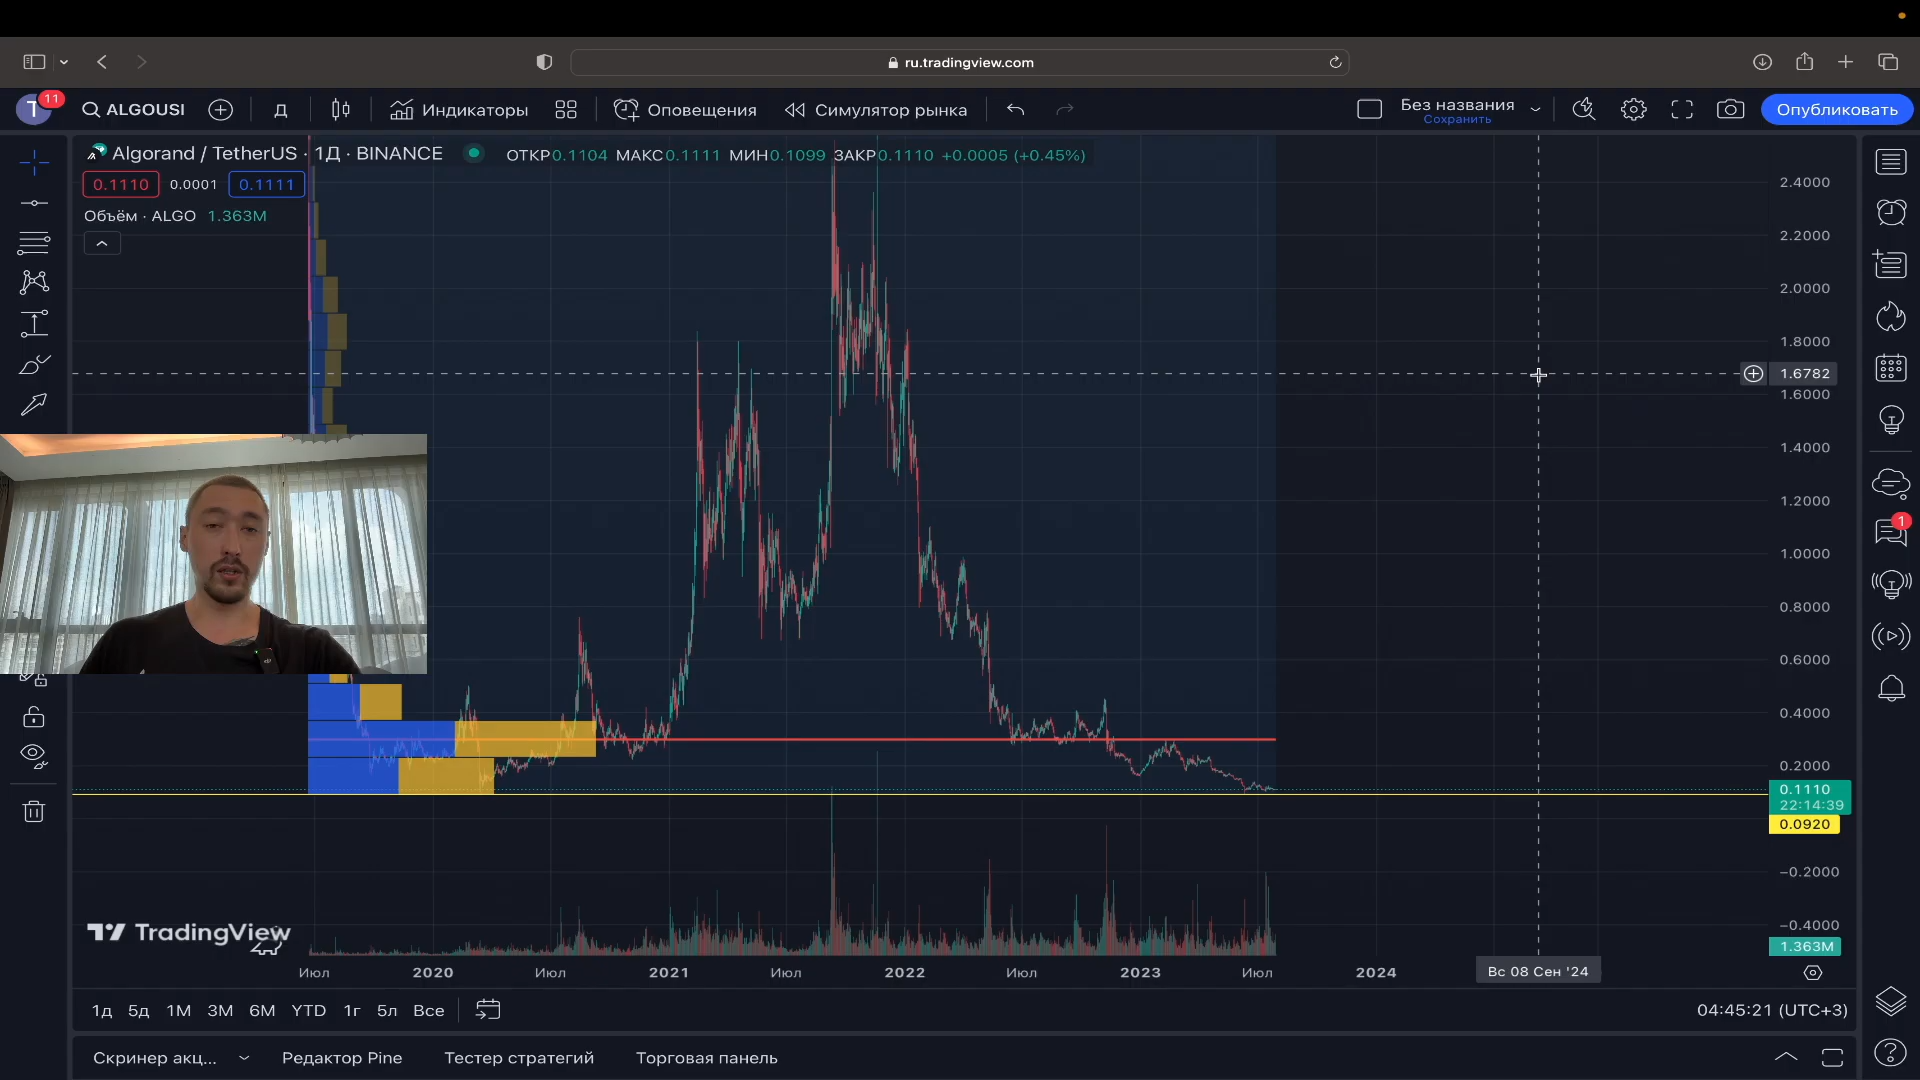 ru.tradingview.com
T
11
ALGOUSI
Д
Индикаторы
Оповещения
Симулятор рынка
Без названия
Сохранить
Опубликовать
Algorand / TetherUS · 1Д · BINANCE
ОТКР0.1104 МАКС0.1111 МИН0.1099 ЗАКР0.1110 +0.0005 (+0.45%)
0.1110
0.0001
0.1111
Объём · ALGO 1.363M
2.4000
2.2000
2.0000
1.8000
1.6782
1.6000
1.4000
1.2000
1.0000
0.8000
0.6000
0.4000
0.2000
0.1110
22:14:39
0.0920
−0.2000
−0.4000
1.363M
1
TradingView
Июл
2020
Июл
2021
Июл
2022
Июл
2023
Июл
2024
Вс 08 Сен '24
1д 5д 1М 3М 6М YTD 1г 5л Все
04:45:21 (UTC+3)
Скринер акц...
Редактор Pine
Тестер стратегий
Торговая панель